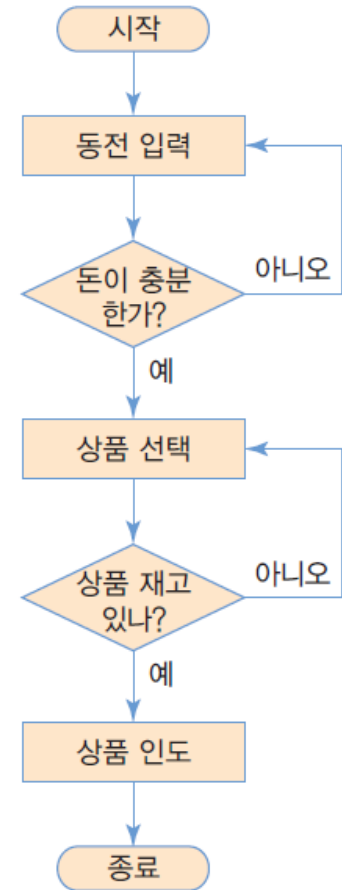 시작
동전 입력
돈이 충분
한가?
아니오
예
상품 선택
상품 재고
있나?
아니오
예
상품 인도
종료